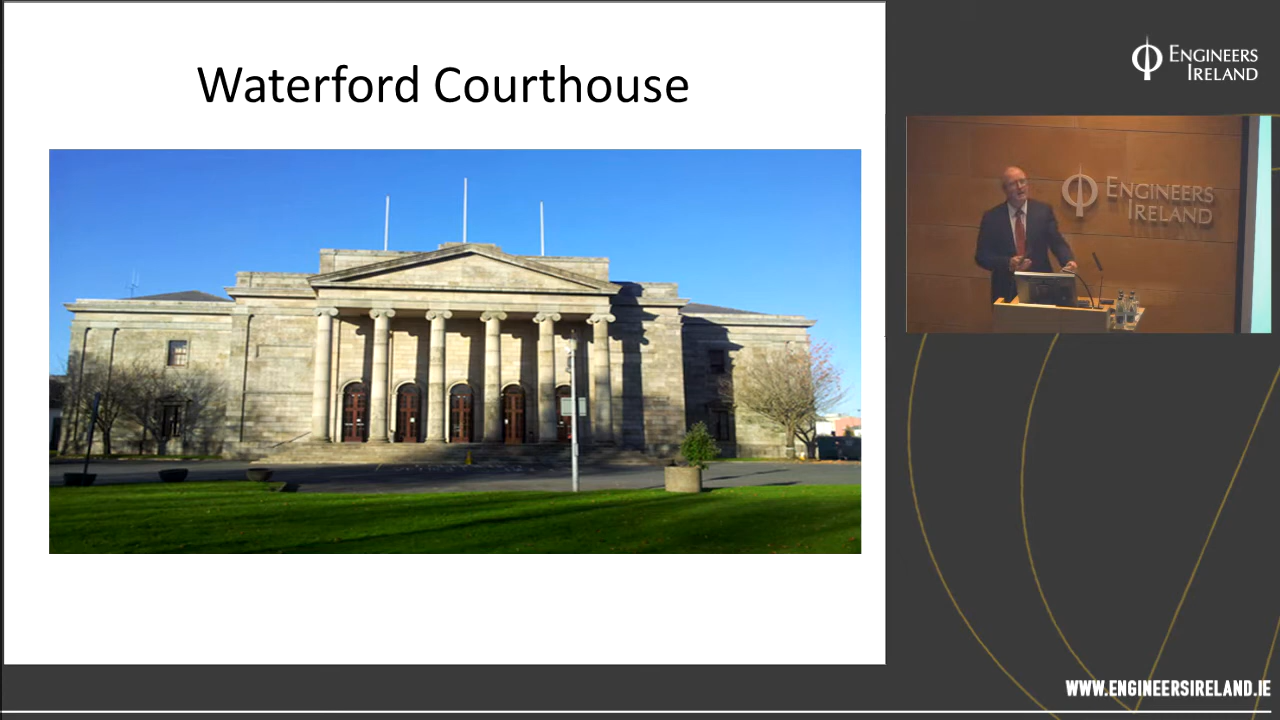 Waterford Courthouse
ENGINEERS
IRELAND
ENGINEERS
IRELAND
WWW.ENGINEERSIRELAND.IE